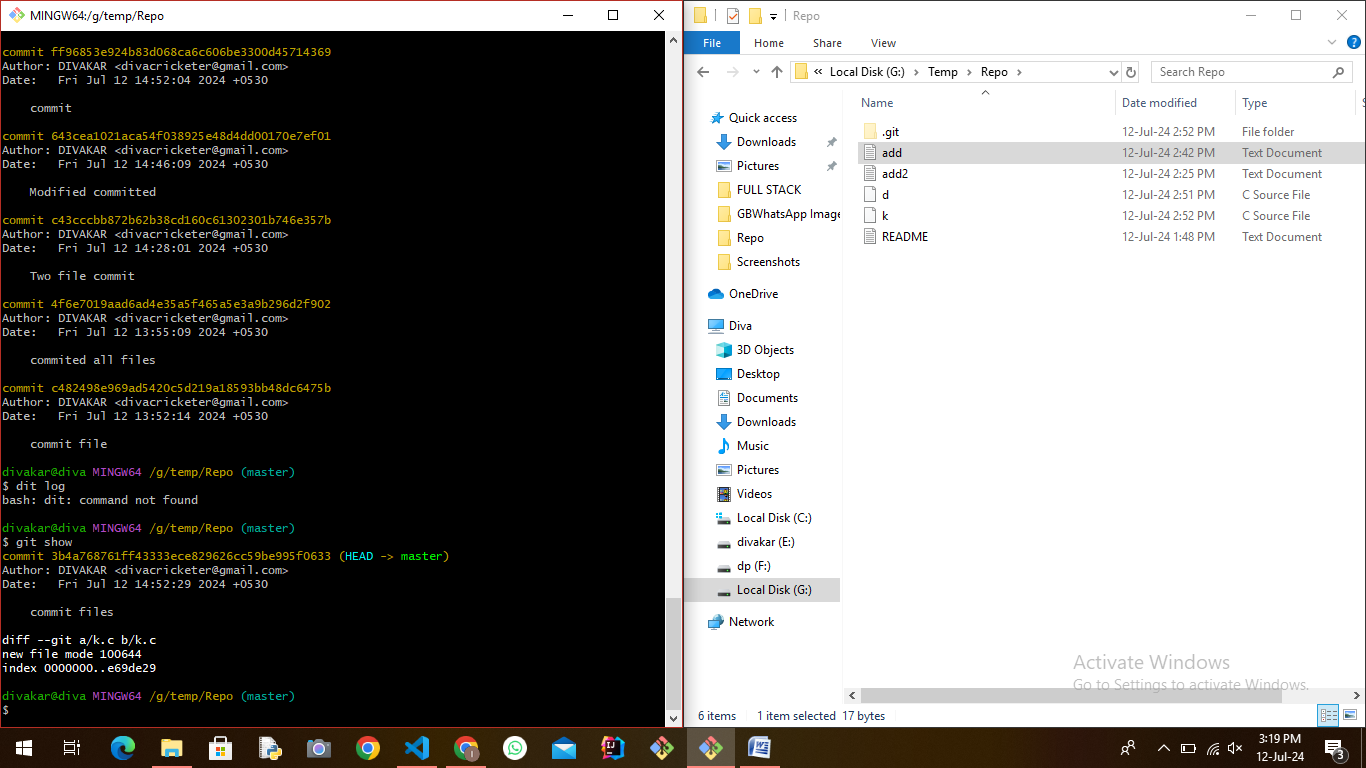 MINGW64:/g/temp/Repo
commit ff96853e924b83d068ca6c606be3300d45714369
Author: DIVAKAR <divacricketer@gmail.com>
Date:   Fri Jul 12 14:52:04 2024 +0530
commit
commit 643cea1021aca54f038925e48d4dd00170e7ef01
Author: DIVAKAR <divacricketer@gmail.com>
Date:   Fri Jul 12 14:46:09 2024 +0530
Modified committed
commit c43cccbb872b62b38cd160c61302301b746e357b
Author: DIVAKAR <divacricketer@gmail.com>
Date:   Fri Jul 12 14:28:01 2024 +0530
Two file commit
commit 4f6e7019aad6ad4e35a5f465a5e3a9b296d2f902
Author: DIVAKAR <divacricketer@gmail.com>
Date:   Fri Jul 12 13:55:09 2024 +0530
commited all files
commit c482498e969ad5420c5d219a18593bb48dc6475b
Author: DIVAKAR <divacricketer@gmail.com>
Date:   Fri Jul 12 13:52:14 2024 +0530
commit file
divakar@diva MINGW64 /g/temp/Repo (master)
$ dit log
bash: dit: command not found
divakar@diva MINGW64 /g/temp/Repo (master)
$ git show
commit 3b4a768761ff43333ece829626cc59be995f0633 (HEAD -> master)
Author: DIVAKAR <divacricketer@gmail.com>
Date:   Fri Jul 12 14:52:29 2024 +0530
commit files
diff --git a/k.c b/k.c
new file mode 100644
index 0000000..e69de29
divakar@diva MINGW64 /g/temp/Repo (master)
$
Repo
File Home Share View
« Local Disk (G:) > Temp > Repo >
Search Repo
Quick access
Downloads
Pictures
FULL STACK
GBWhatsApp Image
Repo
Screenshots
OneDrive
Diva
3D Objects
Desktop
Documents
Downloads
Music
Pictures
Videos
Local Disk (C:)
divakar (E:)
dp (F:)
Local Disk (G:)
Network
Name Date modified Type
.git 12-Jul-24 2:52 PM File folder
add 12-Jul-24 2:42 PM Text Document
add2 12-Jul-24 2:25 PM Text Document
d 12-Jul-24 2:51 PM C Source File
k 12-Jul-24 2:52 PM C Source File
README 12-Jul-24 1:48 PM Text Document
Activate Windows
Go to Settings to activate Windows.
6 items 1 item selected 17 bytes
3:19 PM
12-Jul-24
3